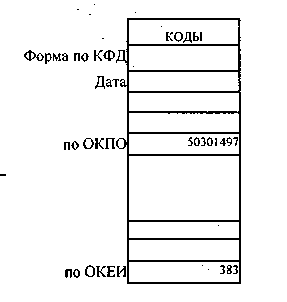 КОДЫ
Форма по КФД
Дата
по ОКПО 50301497
по ОКЕИ 383